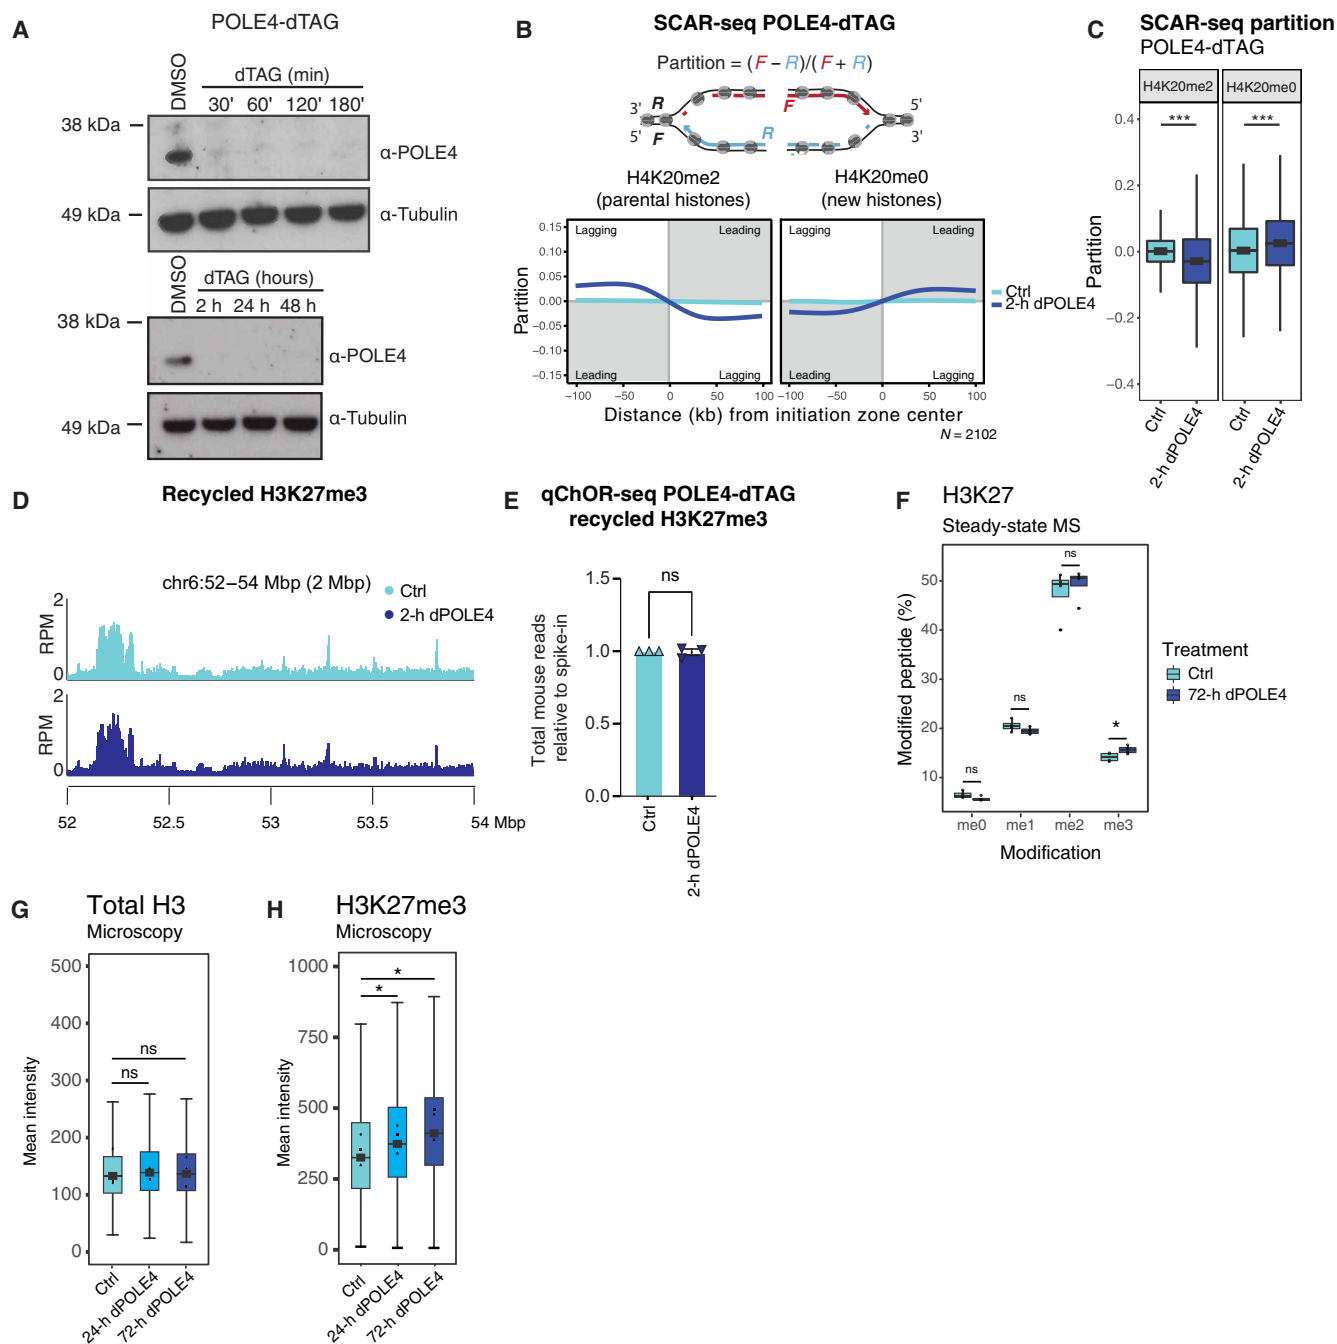 A
POLE4-dTAG
DMSO
dTAG (min)
30' 60' 120' 180'
38 kDa
α-POLE4
49 kDa
α-Tubulin
DMSO
dTAG (hours)
2 h 24 h 48 h
38 kDa
α-POLE4
49 kDa
α-Tubulin
B
SCAR-seq POLE4-dTAG
Partition = (F − R)/(F + R)
3' R
5' F
F
R
5'
3'
H4K20me2
(parental histones)
H4K20me0
(new histones)
Partition
0.15
0.10
0.05
0.00
−0.05
−0.10
−0.15
Lagging
Leading
Leading
Lagging
Lagging
Leading
Leading
Lagging
−100 −50 0 50 100
−100 −50 0 50 100
Distance (kb) from initiation zone center
N = 2102
Ctrl
2-h dPOLE4
C
SCAR-seq partition
POLE4-dTAG
H4K20me2
H4K20me0
***
***
Partition
0.4
0.2
0.0
−0.2
−0.4
Ctrl
2-h dPOLE4
Ctrl
2-h dPOLE4
D
Recycled H3K27me3
chr6:52–54 Mbp (2 Mbp)
Ctrl
2-h dPOLE4
RPM
2
0
RPM
2
0
52 52.5 53 53.5 54 Mbp
E
qChOR-seq POLE4-dTAG
recycled H3K27me3
Total mouse reads
relative to spike-in
1.5
1.0
0.5
0.0
ns
Ctrl
2-h dPOLE4
F
H3K27
Steady-state MS
Modified peptide (%)
50
40
30
20
10
ns
ns
ns
*
me0 me1 me2 me3
Modification
Treatment
Ctrl
72-h dPOLE4
G
Total H3
Microscopy
Mean intensity
500
400
300
200
100
0
ns
ns
Ctrl
24-h dPOLE4
72-h dPOLE4
H
H3K27me3
Microscopy
Mean intensity
1000
750
500
250
0
*
*
Ctrl
24-h dPOLE4
72-h dPOLE4